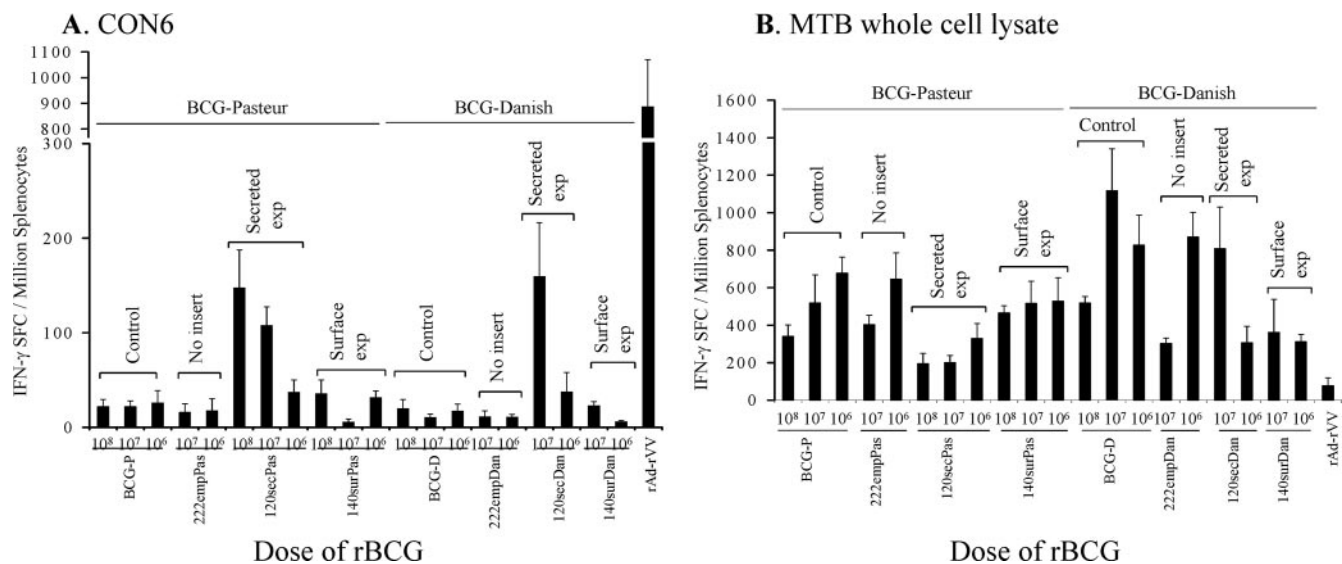 A. CON6
1100
1000
900
800
300
200
100
0
IFN-γ SFC / Million Splenocytes
BCG-Pasteur
BCG-Danish
Control
No insert
Secreted
exp
Surface
exp
Control
No insert
Secreted
exp
Surface
exp
10⁸ 10⁷ 10⁶ 10⁷ 10⁶ 10⁸ 10⁷ 10⁶ 10⁸ 10⁷ 10⁶ 10⁸ 10⁷ 10⁶ 10⁷ 10⁶ 10⁷ 10⁶ 10⁷ 10⁶
BCG-P
222empPas
120secPas
140surPas
BCG-D
222empDan
120secDan
140surDan
rAd-rVV
Dose of rBCG
B. MTB whole cell lysate
1600
1400
1200
1000
800
600
400
200
0
IFN-γ SFC / Million Splenocytes
BCG-Pasteur
BCG-Danish
Control
No insert
Secreted
exp
Surface
exp
Control
No insert
Secreted
exp
Surface
exp
10⁸ 10⁷ 10⁶ 10⁷ 10⁶ 10⁸ 10⁷ 10⁶ 10⁸ 10⁷ 10⁶ 10⁸ 10⁷ 10⁶ 10⁷ 10⁶ 10⁷ 10⁶ 10⁷ 10⁶
BCG-P
222empPas
120secPas
140surPas
BCG-D
222empDan
120secDan
140surDan
rAd-rVV
Dose of rBCG